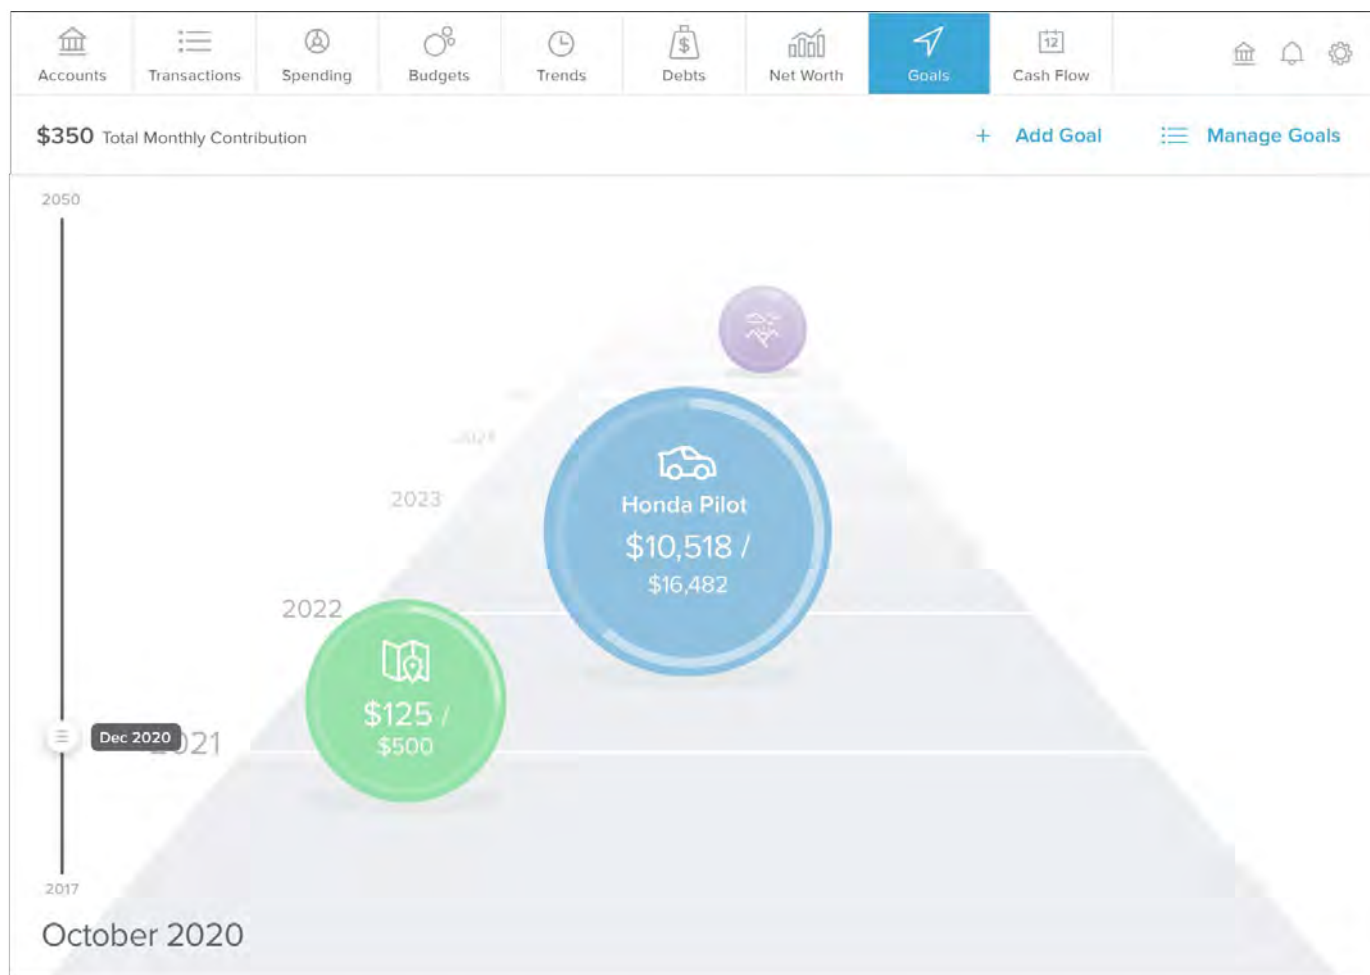 Accounts
Transactions
Spending
Budgets
Trends
Debts
Net Worth
Goals
12
Cash Flow
$350 Total Monthly Contribution
+ Add Goal
Manage Goals
2050
2023
Honda Pilot
$10,518 /
$16,482
2022
$125 /
$500
Dec 2020
2021
2017
October 2020